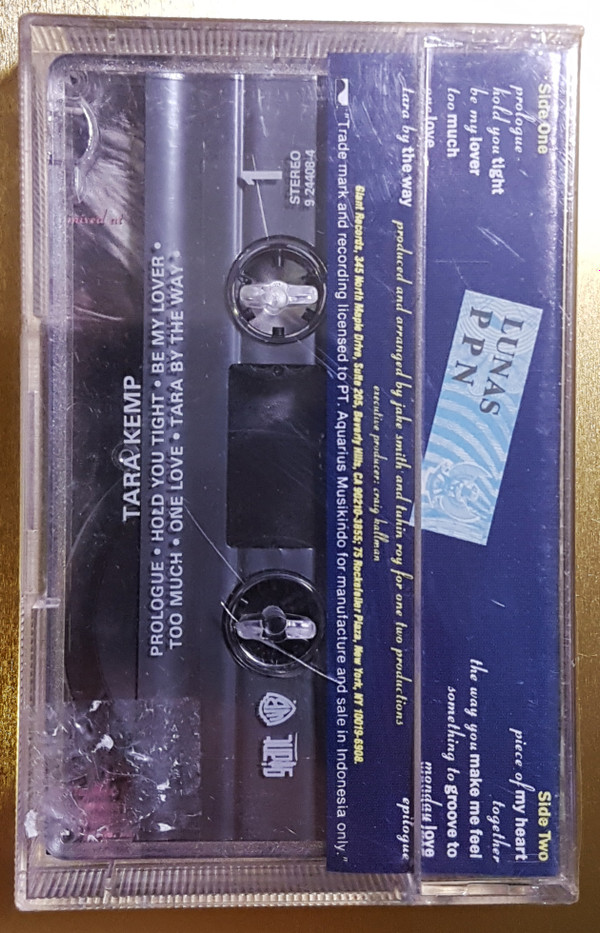 Side One
prologue
hold you tight
be my lover
too much
one love
tara by the way
LUNAS
PPN
Side Two
piece of my heart
together
the way you make me feel
something to groove to
monday love
epilogue
produced and arranged by jake smith and tuhin roy for one two productions
executive producer: craig kallman
Giant Records, 345 North Maple Drive, Suite 205, Beverly Hills, CA 90210-3855; 75 Rockefeller Plaza, New York, NY 10019-6908.
"Trade mark and recording licensed to PT. Aquarius Musikindo for manufacture and sale in Indonesia only."
STEREO
9 24408-4
1
TARA KEMP
PROLOGUE • HOLD YOU TIGHT • BE MY LOVER •
TOO MUCH • ONE LOVE • TARA BY THE WAY
mixed at